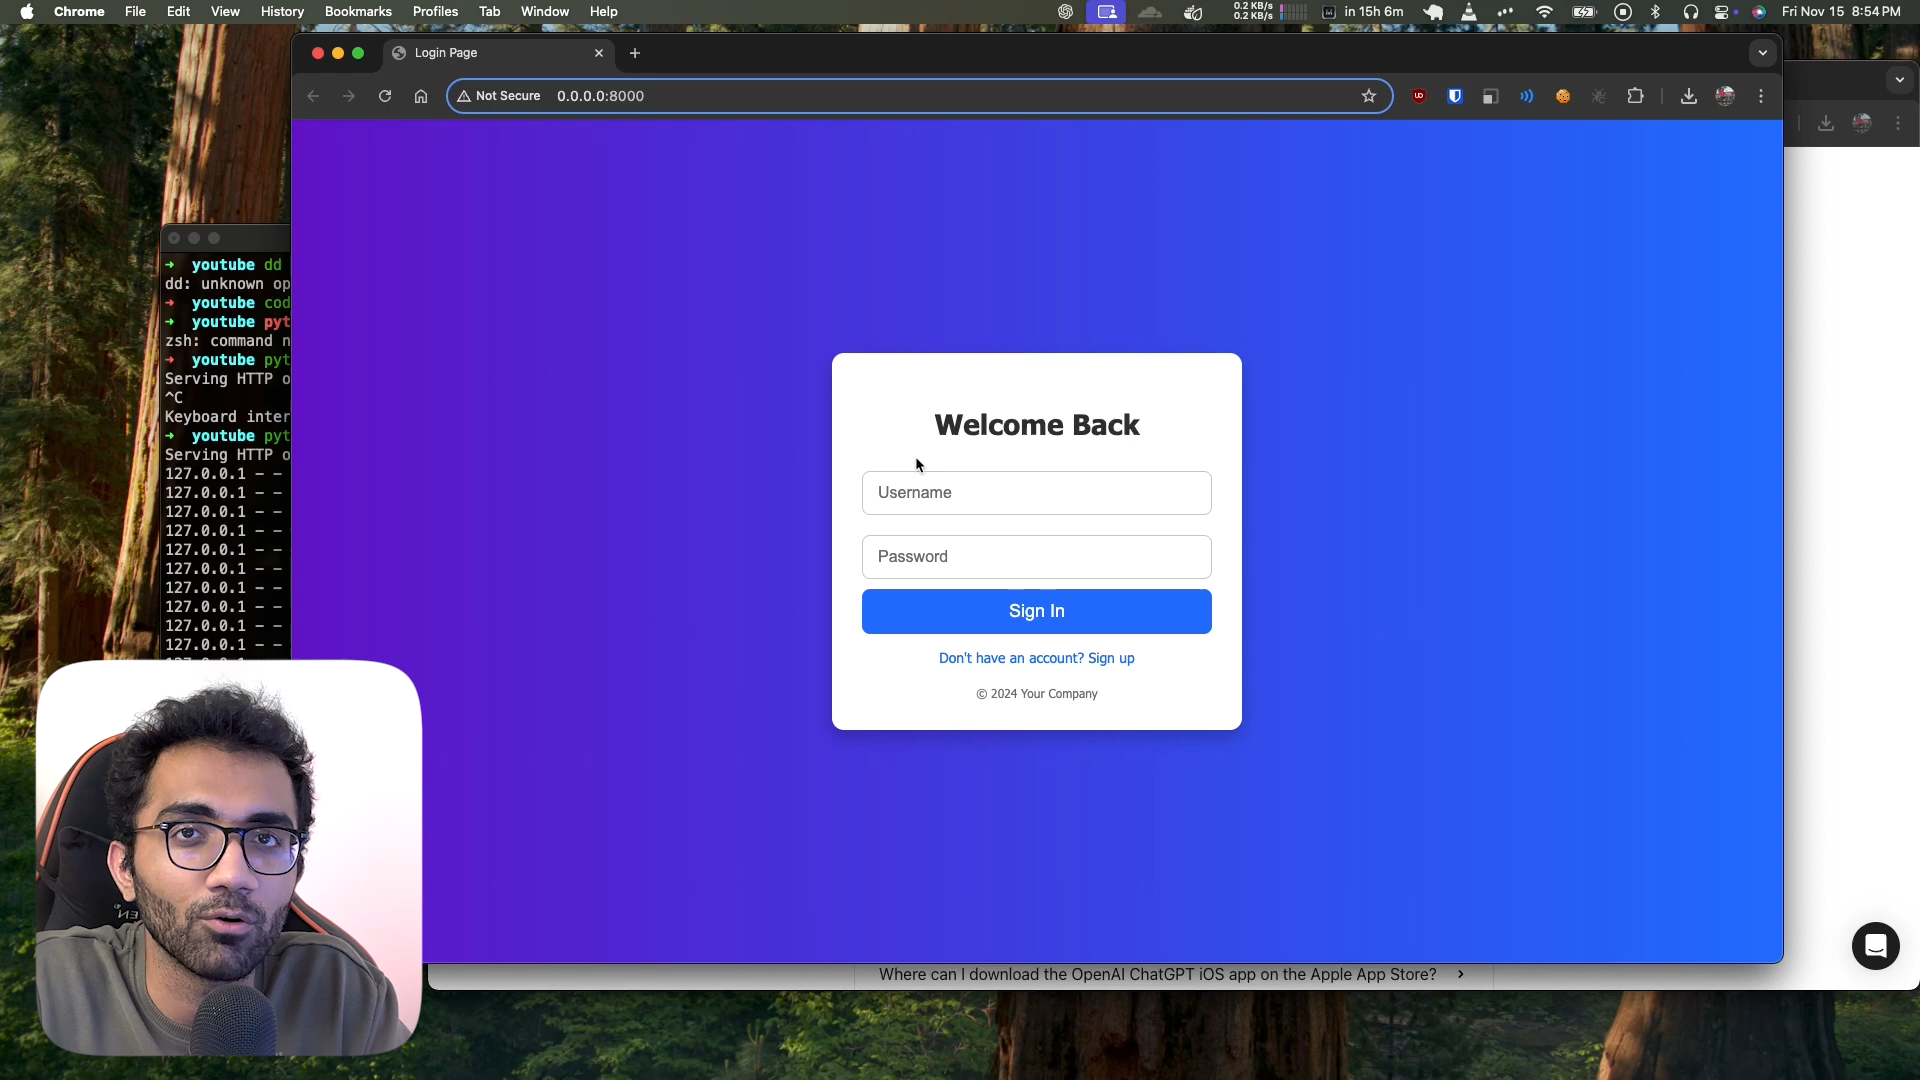 Chrome File Edit View History Bookmarks Profiles Tab Window Help
0.2 KB/s
0.2 KB/s
in 15h 6m
Fri Nov 15 8:54 PM
Login Page
Not Secure 0.0.0.0:8000
➜ youtube dd
dd: unknown op
➜ youtube cod
➜ youtube pyt
zsh: command n
➜ youtube pyt
Serving HTTP o
^C
Keyboard inter
➜ youtube pyt
Serving HTTP o
127.0.0.1 - -
127.0.0.1 - -
127.0.0.1 - -
127.0.0.1 - -
127.0.0.1 - -
127.0.0.1 - -
127.0.0.1 - -
127.0.0.1 - -
127.0.0.1 - -
127.0.0.1 - -
Welcome Back
Username
Password
Sign In
Don't have an account? Sign up
© 2024 Your Company
Where can I download the OpenAI ChatGPT iOS app on the Apple App Store?